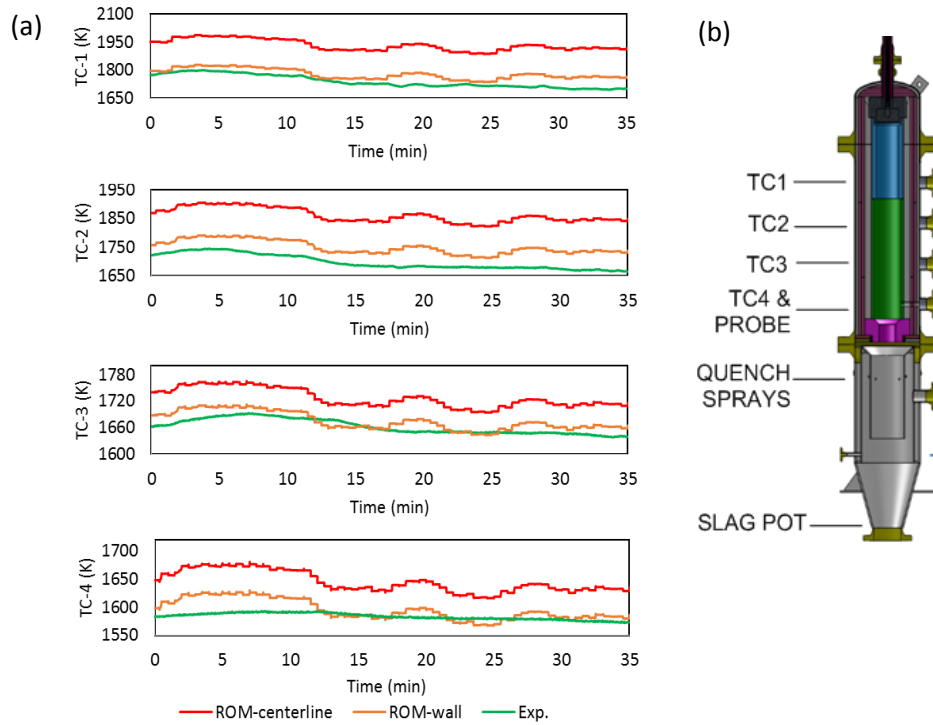 (a)
TC-1 (K)
2100
1950
1800
1650
0 5 10 15 20 25 30 35
Time (min)
TC-2 (K)
1950
1850
1750
1650
0 5 10 15 20 25 30 35
Time (min)
TC-3 (K)
1780
1720
1660
1600
0 5 10 15 20 25 30 35
Time (min)
TC-4 (K)
1700
1650
1600
1550
0 5 10 15 20 25 30 35
Time (min)
ROM-centerline ROM-wall Exp.
(b)
TC1
TC2
TC3
TC4 &
PROBE
QUENCH
SPRAYS
SLAG POT